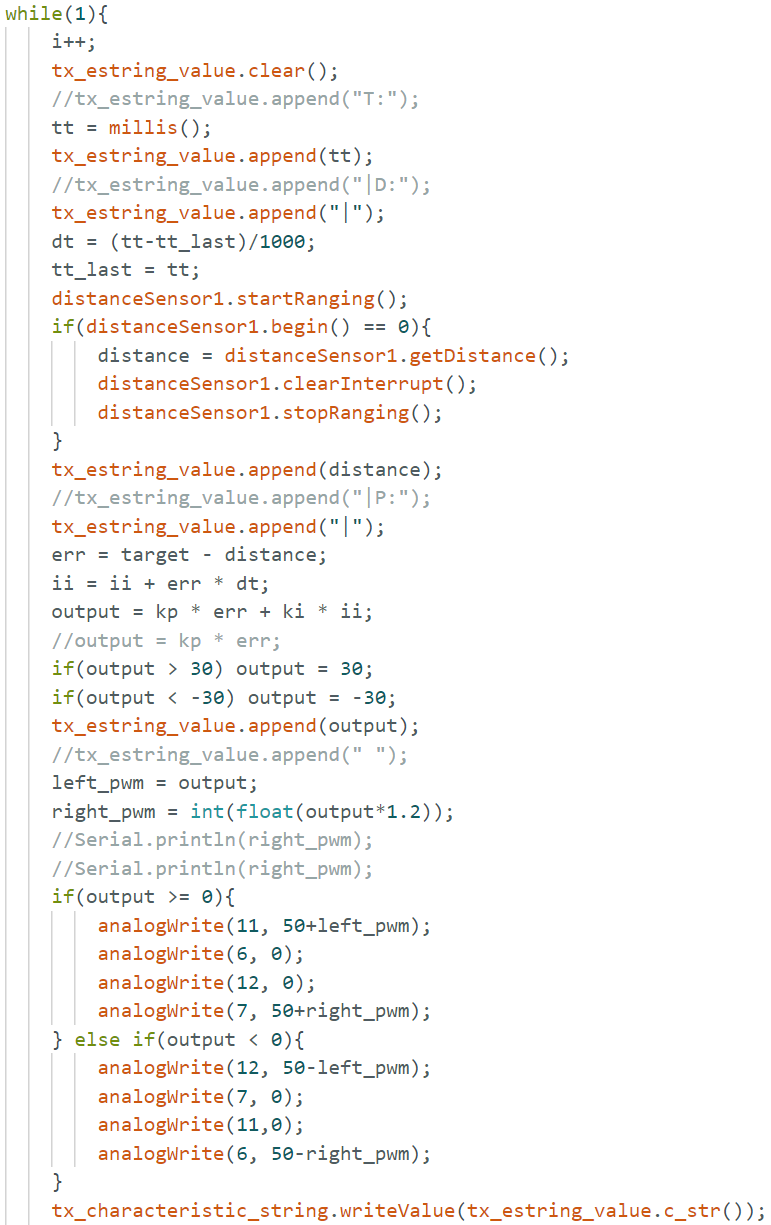 while(1){
i++;
tx_estring_value.clear();
//tx_estring_value.append("T:");
tt = millis();
tx_estring_value.append(tt);
//tx_estring_value.append("|D:");
tx_estring_value.append("|");
dt = (tt-tt_last)/1000;
tt_last = tt;
distanceSensor1.startRanging();
if(distanceSensor1.begin() == 0){
distance = distanceSensor1.getDistance();
distanceSensor1.clearInterrupt();
distanceSensor1.stopRanging();
}
tx_estring_value.append(distance);
//tx_estring_value.append("|P:");
tx_estring_value.append("|");
err = target - distance;
ii = ii + err * dt;
output = kp * err + ki * ii;
//output = kp * err;
if(output > 30) output = 30;
if(output < -30) output = -30;
tx_estring_value.append(output);
//tx_estring_value.append(" ");
left_pwm = output;
right_pwm = int(float(output*1.2));
//Serial.println(right_pwm);
//Serial.println(right_pwm);
if(output >= 0){
analogWrite(11, 50+left_pwm);
analogWrite(6, 0);
analogWrite(12, 0);
analogWrite(7, 50+right_pwm);
} else if(output < 0){
analogWrite(12, 50-left_pwm);
analogWrite(7, 0);
analogWrite(11,0);
analogWrite(6, 50-right_pwm);
}
tx_characteristic_string.writeValue(tx_estring_value.c_str());